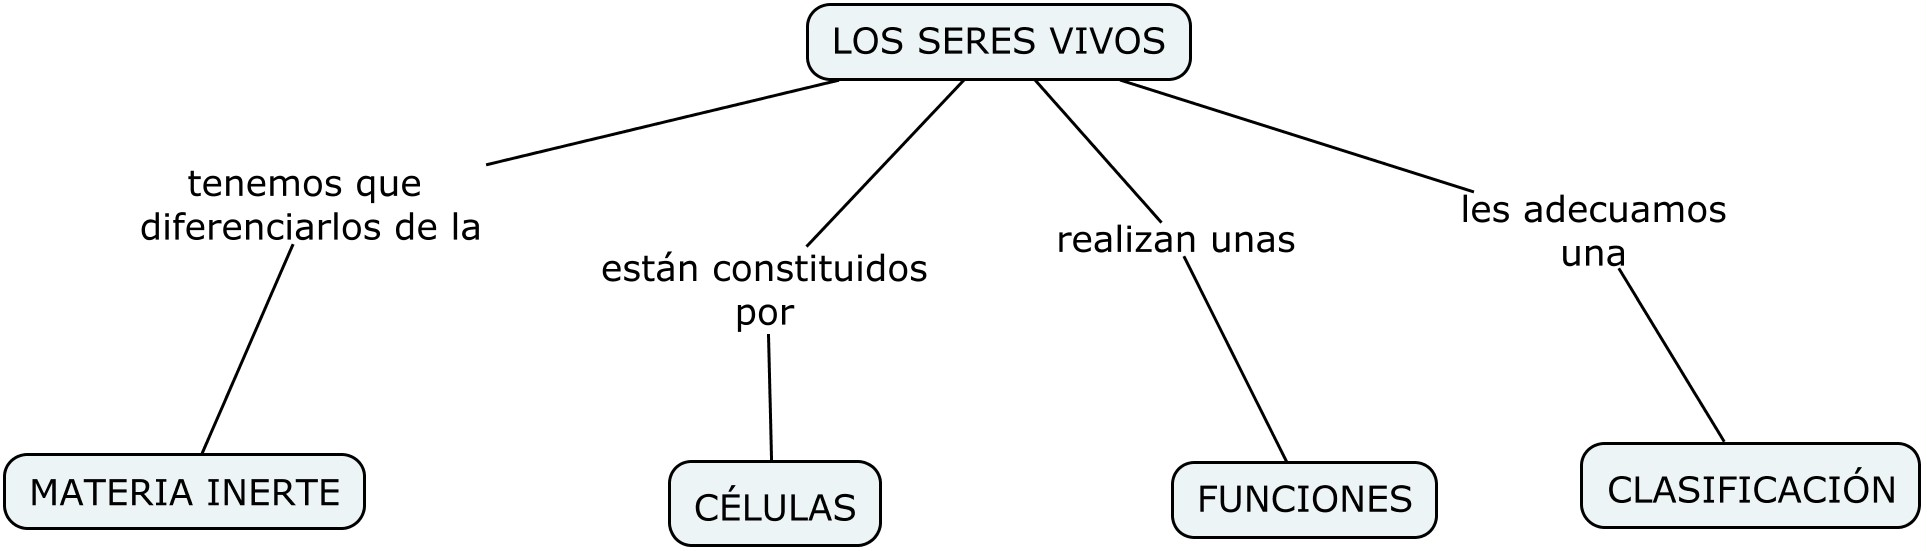 LOS SERES VIVOS
tenemos que
diferenciarlos de la
están constituidos
por
realizan unas
les adecuamos
una
MATERIA INERTE
CÉLULAS
FUNCIONES
CLASIFICACIÓN